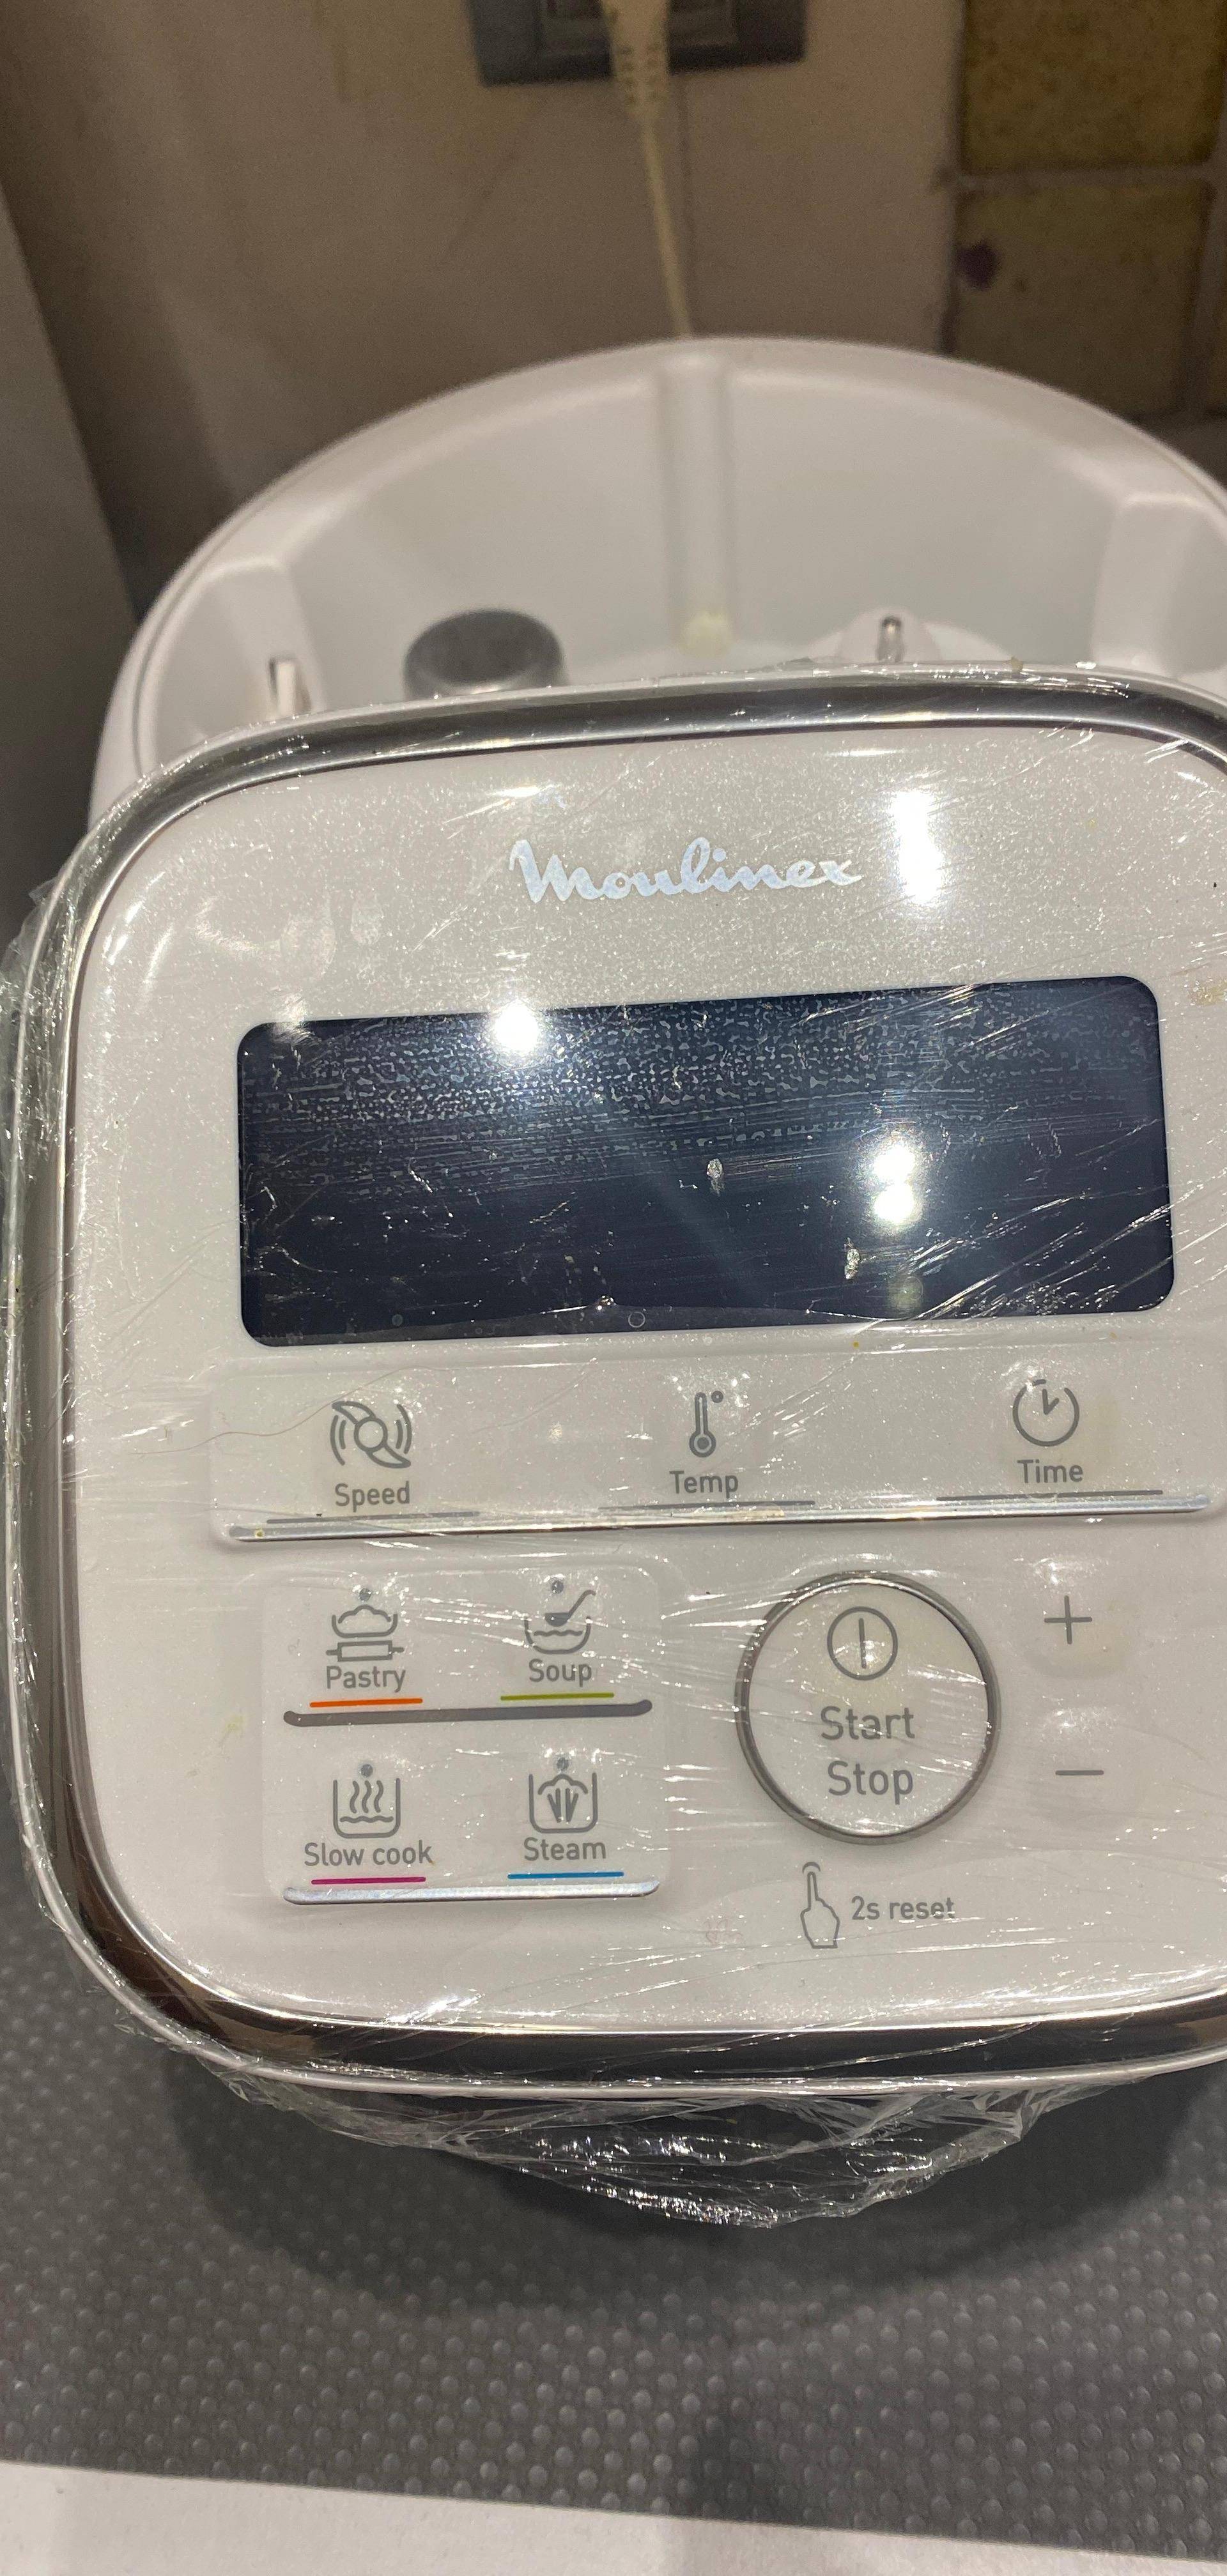 Moulinex
Speed
Temp
Time
Pastry
Soup
Start
Stop
Slow cook
Steam
2s reset